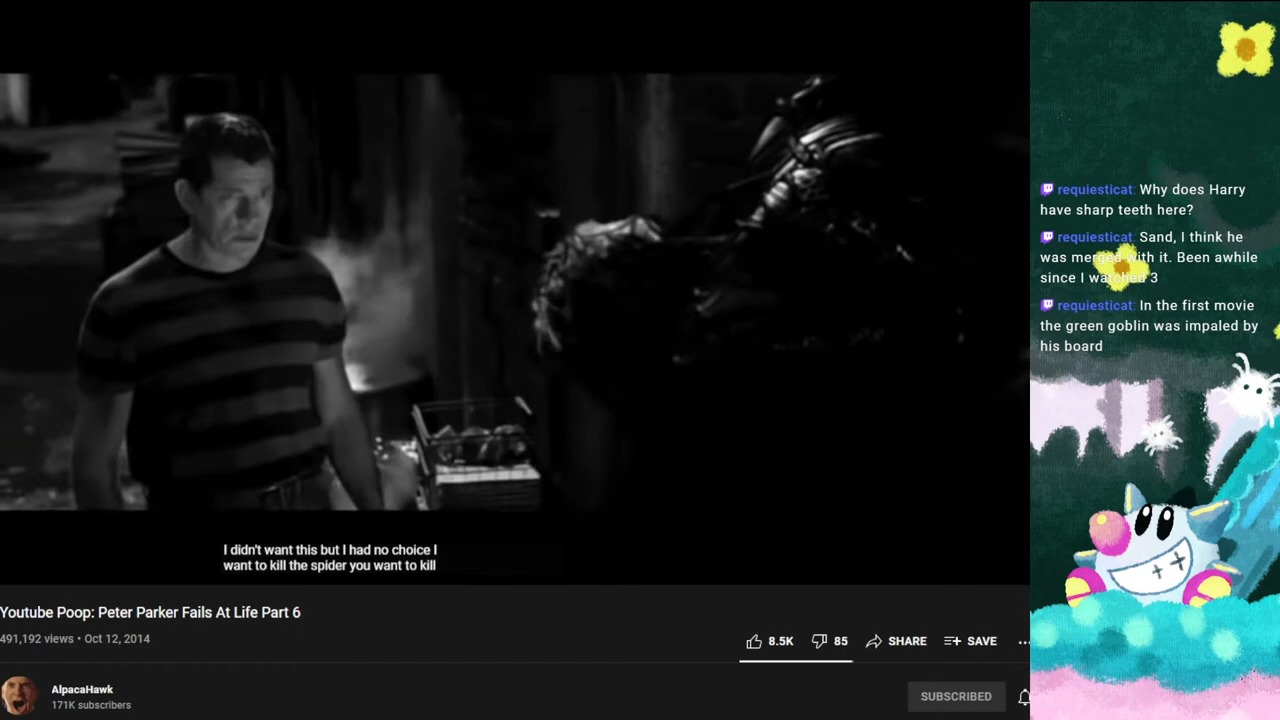 I didn't want this but I had no choice I
want to kill the spider you want to kill
Youtube Poop: Peter Parker Fails At Life Part 6
491,192 views • Oct 12, 2014
8.5K
85
SHARE
SAVE
AlpacaHawk
171K subscribers
SUBSCRIBED
requiesticat: Why does Harry
have sharp teeth here?
requiesticat: Sand, I think he
was merged with it. Been awhile
since I watched 3
requiesticat: In the first movie
the green goblin was impaled by
his board